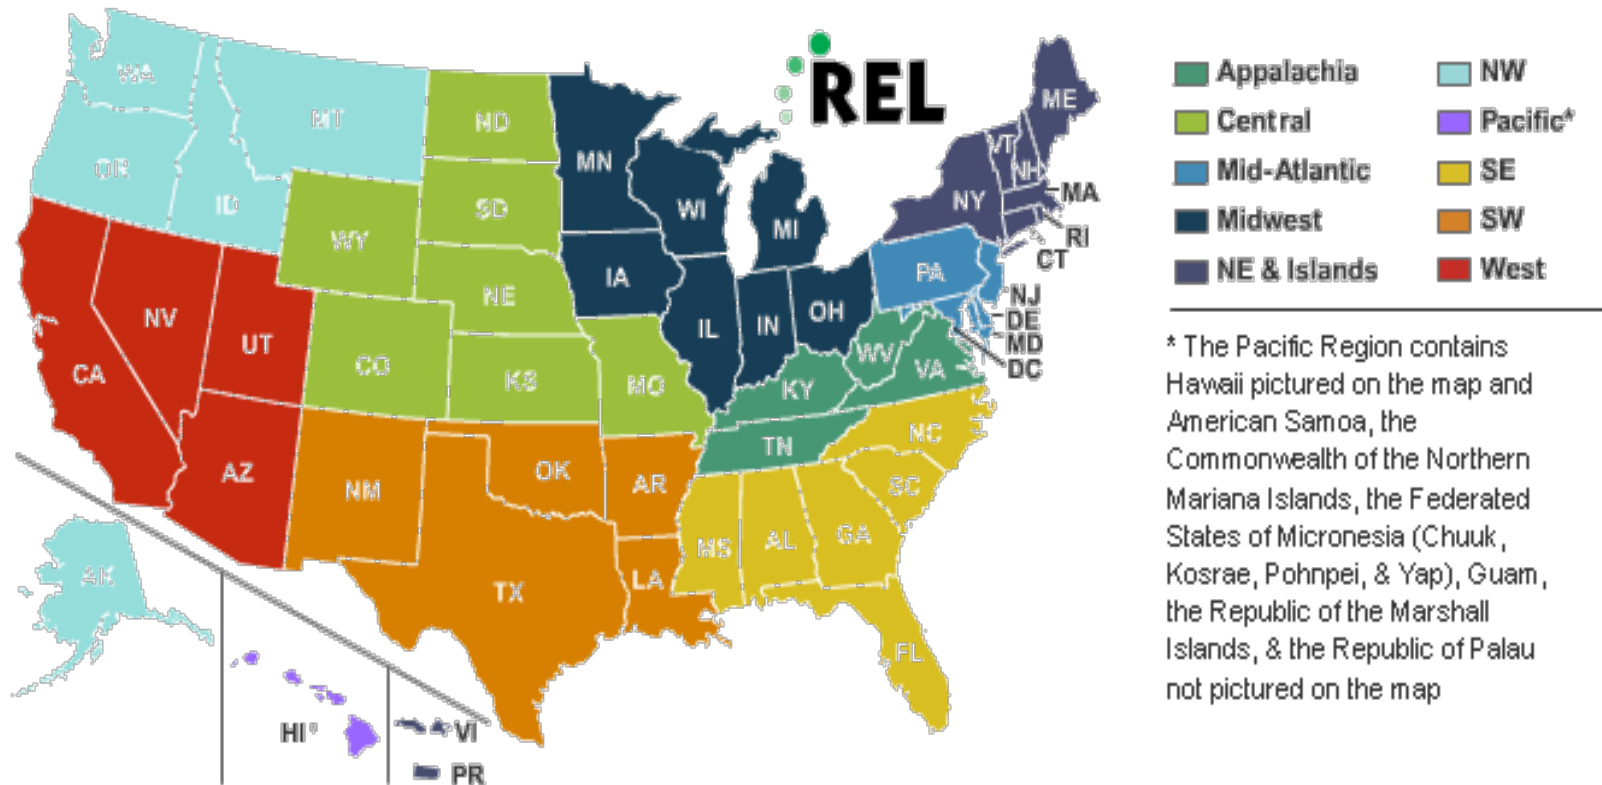 REL
WA
MT
ND
MN
ME
VT
NH
OR
ID
SD
WI
MI
NY
MA
RI
CT
WY
NE
IA
PA
NJ
DE
MD
DC
NV
UT
CO
KS
MO
IL
IN
OH
WV
VA
KY
CA
AZ
NM
OK
AR
TN
NC
SC
TX
LA
MS
AL
GA
FL
AK
HI*
VI
PR
Appalachia
Central
Mid-Atlantic
Midwest
NE & Islands
NW
Pacific*
SE
SW
West
* The Pacific Region contains
Hawaii pictured on the map and
American Samoa, the
Commonwealth of the Northern
Mariana Islands, the Federated
States of Micronesia (Chuuk,
Kosrae, Pohnpei, & Yap), Guam,
the Republic of the Marshall
Islands, & the Republic of Palau
not pictured on the map